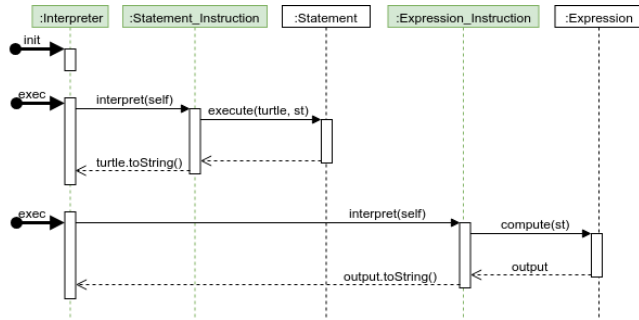 :Interpreter
:Statement_Instruction
:Statement
:Expression_Instruction
:Expression
init
exec
interpret(self)
execute(turtle, st)
turtle.toString()
exec
interpret(self)
compute(st)
output
output.toString()